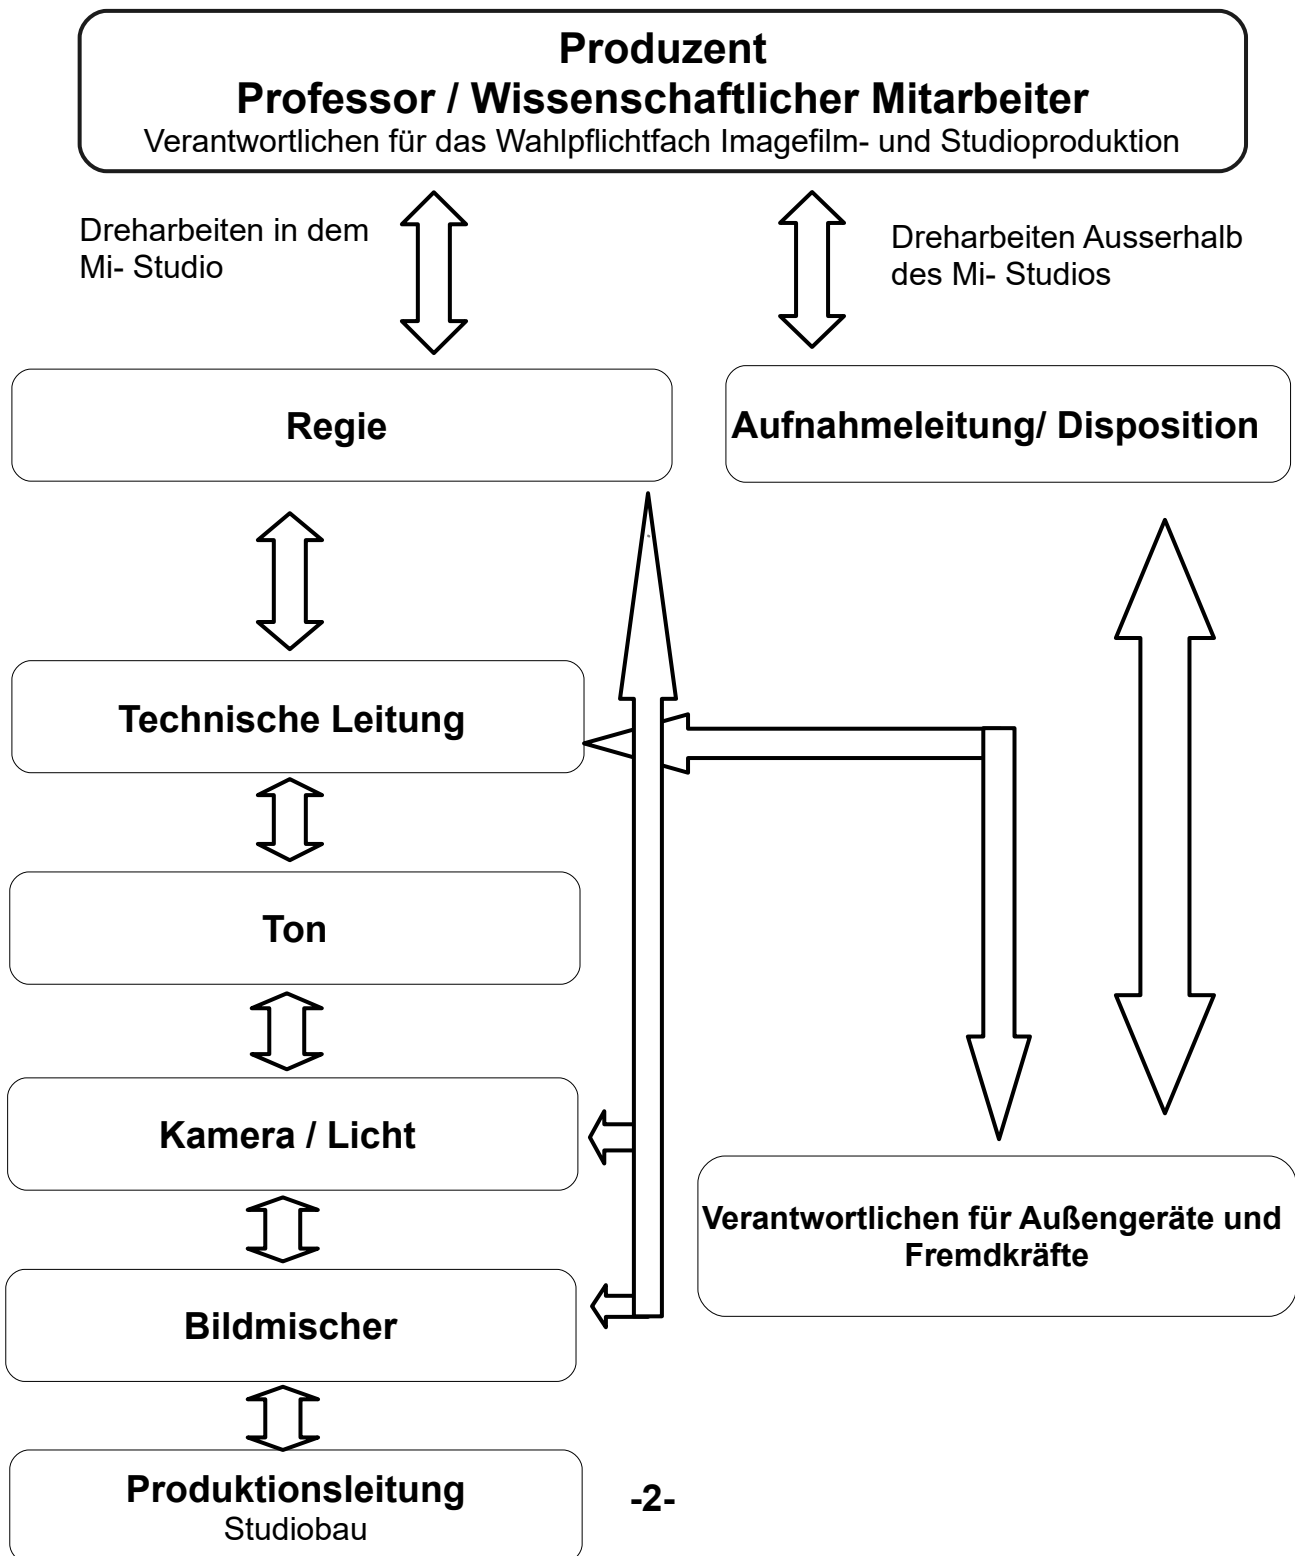 Produzent
Professor / Wissenschaftlicher Mitarbeiter
Verantwortlichen für das Wahlpflichtfach Imagefilm- und Studioproduktion
Dreharbeiten in dem
Mi- Studio
Dreharbeiten Ausserhalb
des Mi- Studios
Regie
Aufnahmeleitung/ Disposition
Technische Leitung
Ton
Kamera / Licht
Verantwortlichen für Außengeräte und
Fremdkräfte
Bildmischer
Produktionsleitung
Studiobau
-2-